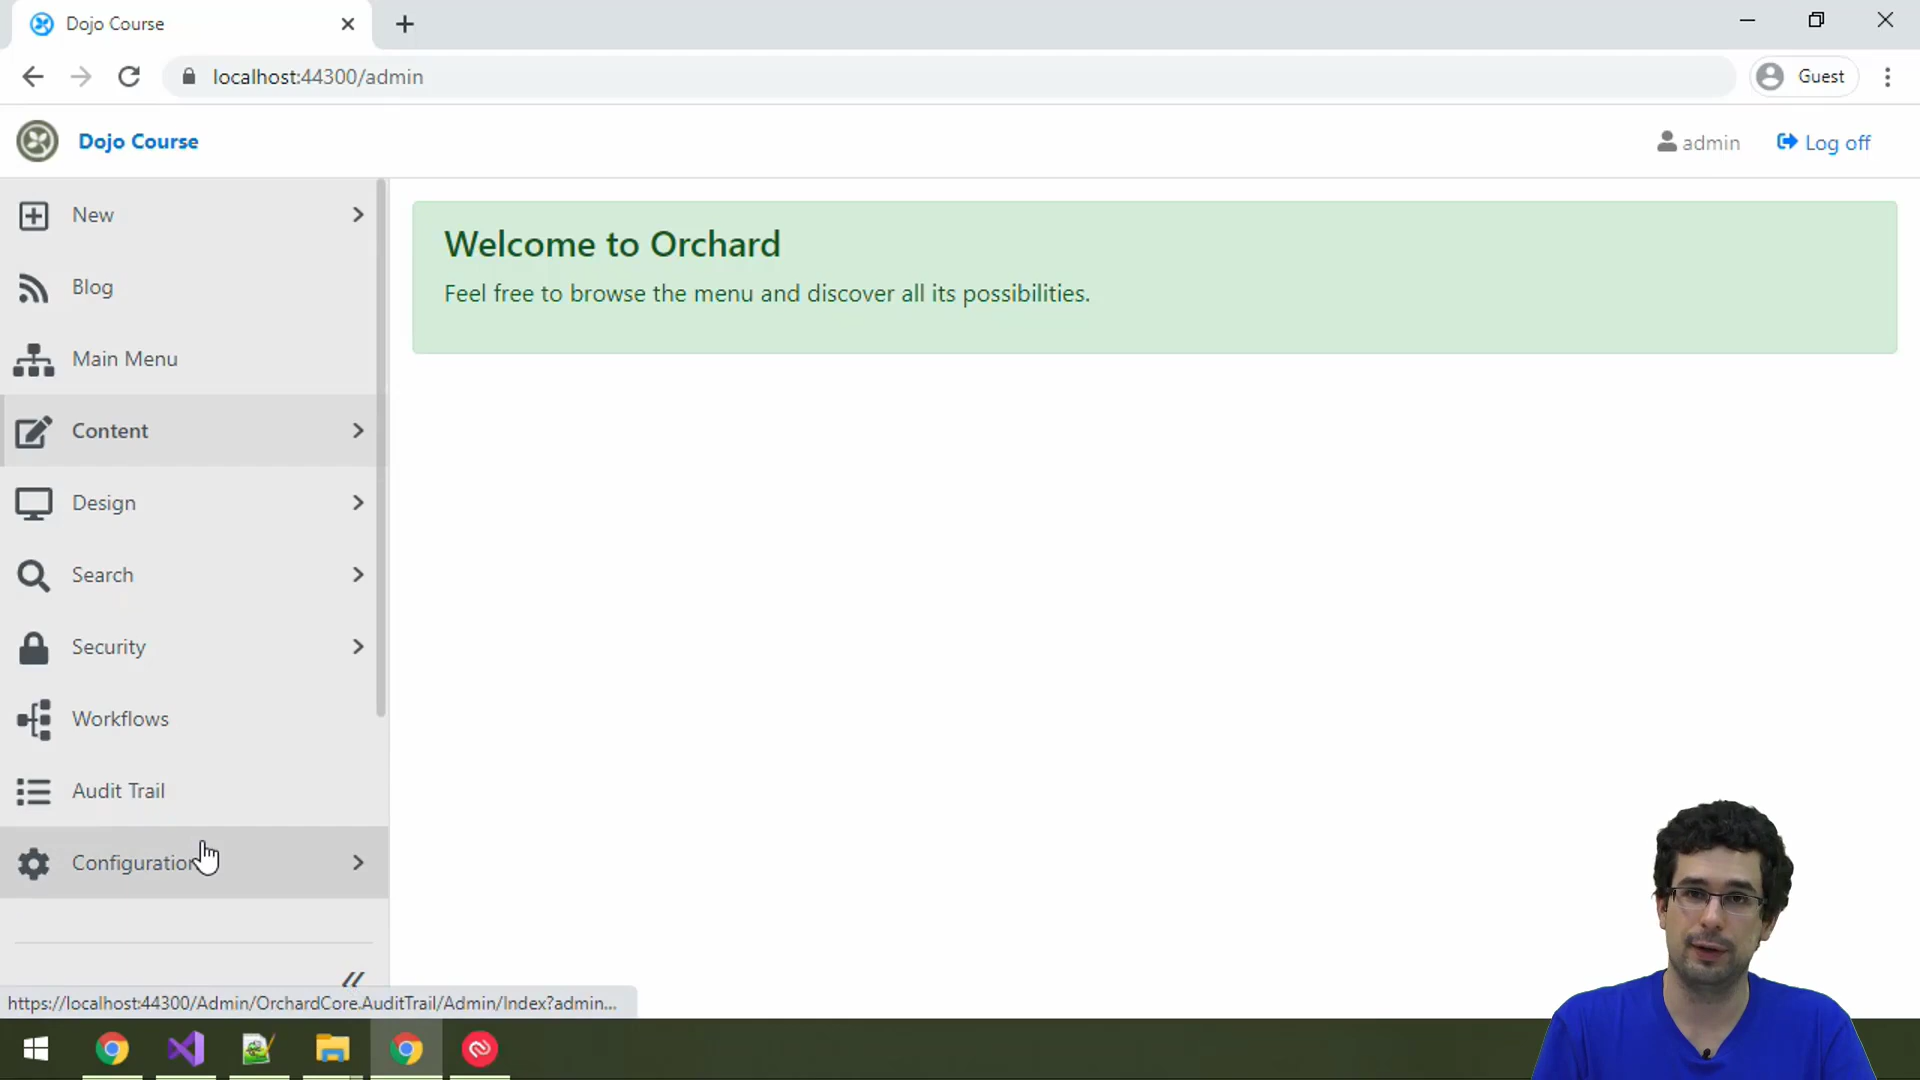 Dojo Course
localhost:44300/admin
Guest
Dojo Course
admin
Log off
New
Blog
Main Menu
Content
Design
Search
Security
Workflows
Audit Trail
Configuration
Welcome to Orchard
Feel free to browse the menu and discover all its possibilities.
https://localhost:44300/Admin/OrchardCore.AuditTrail/Admin/Index?admin...